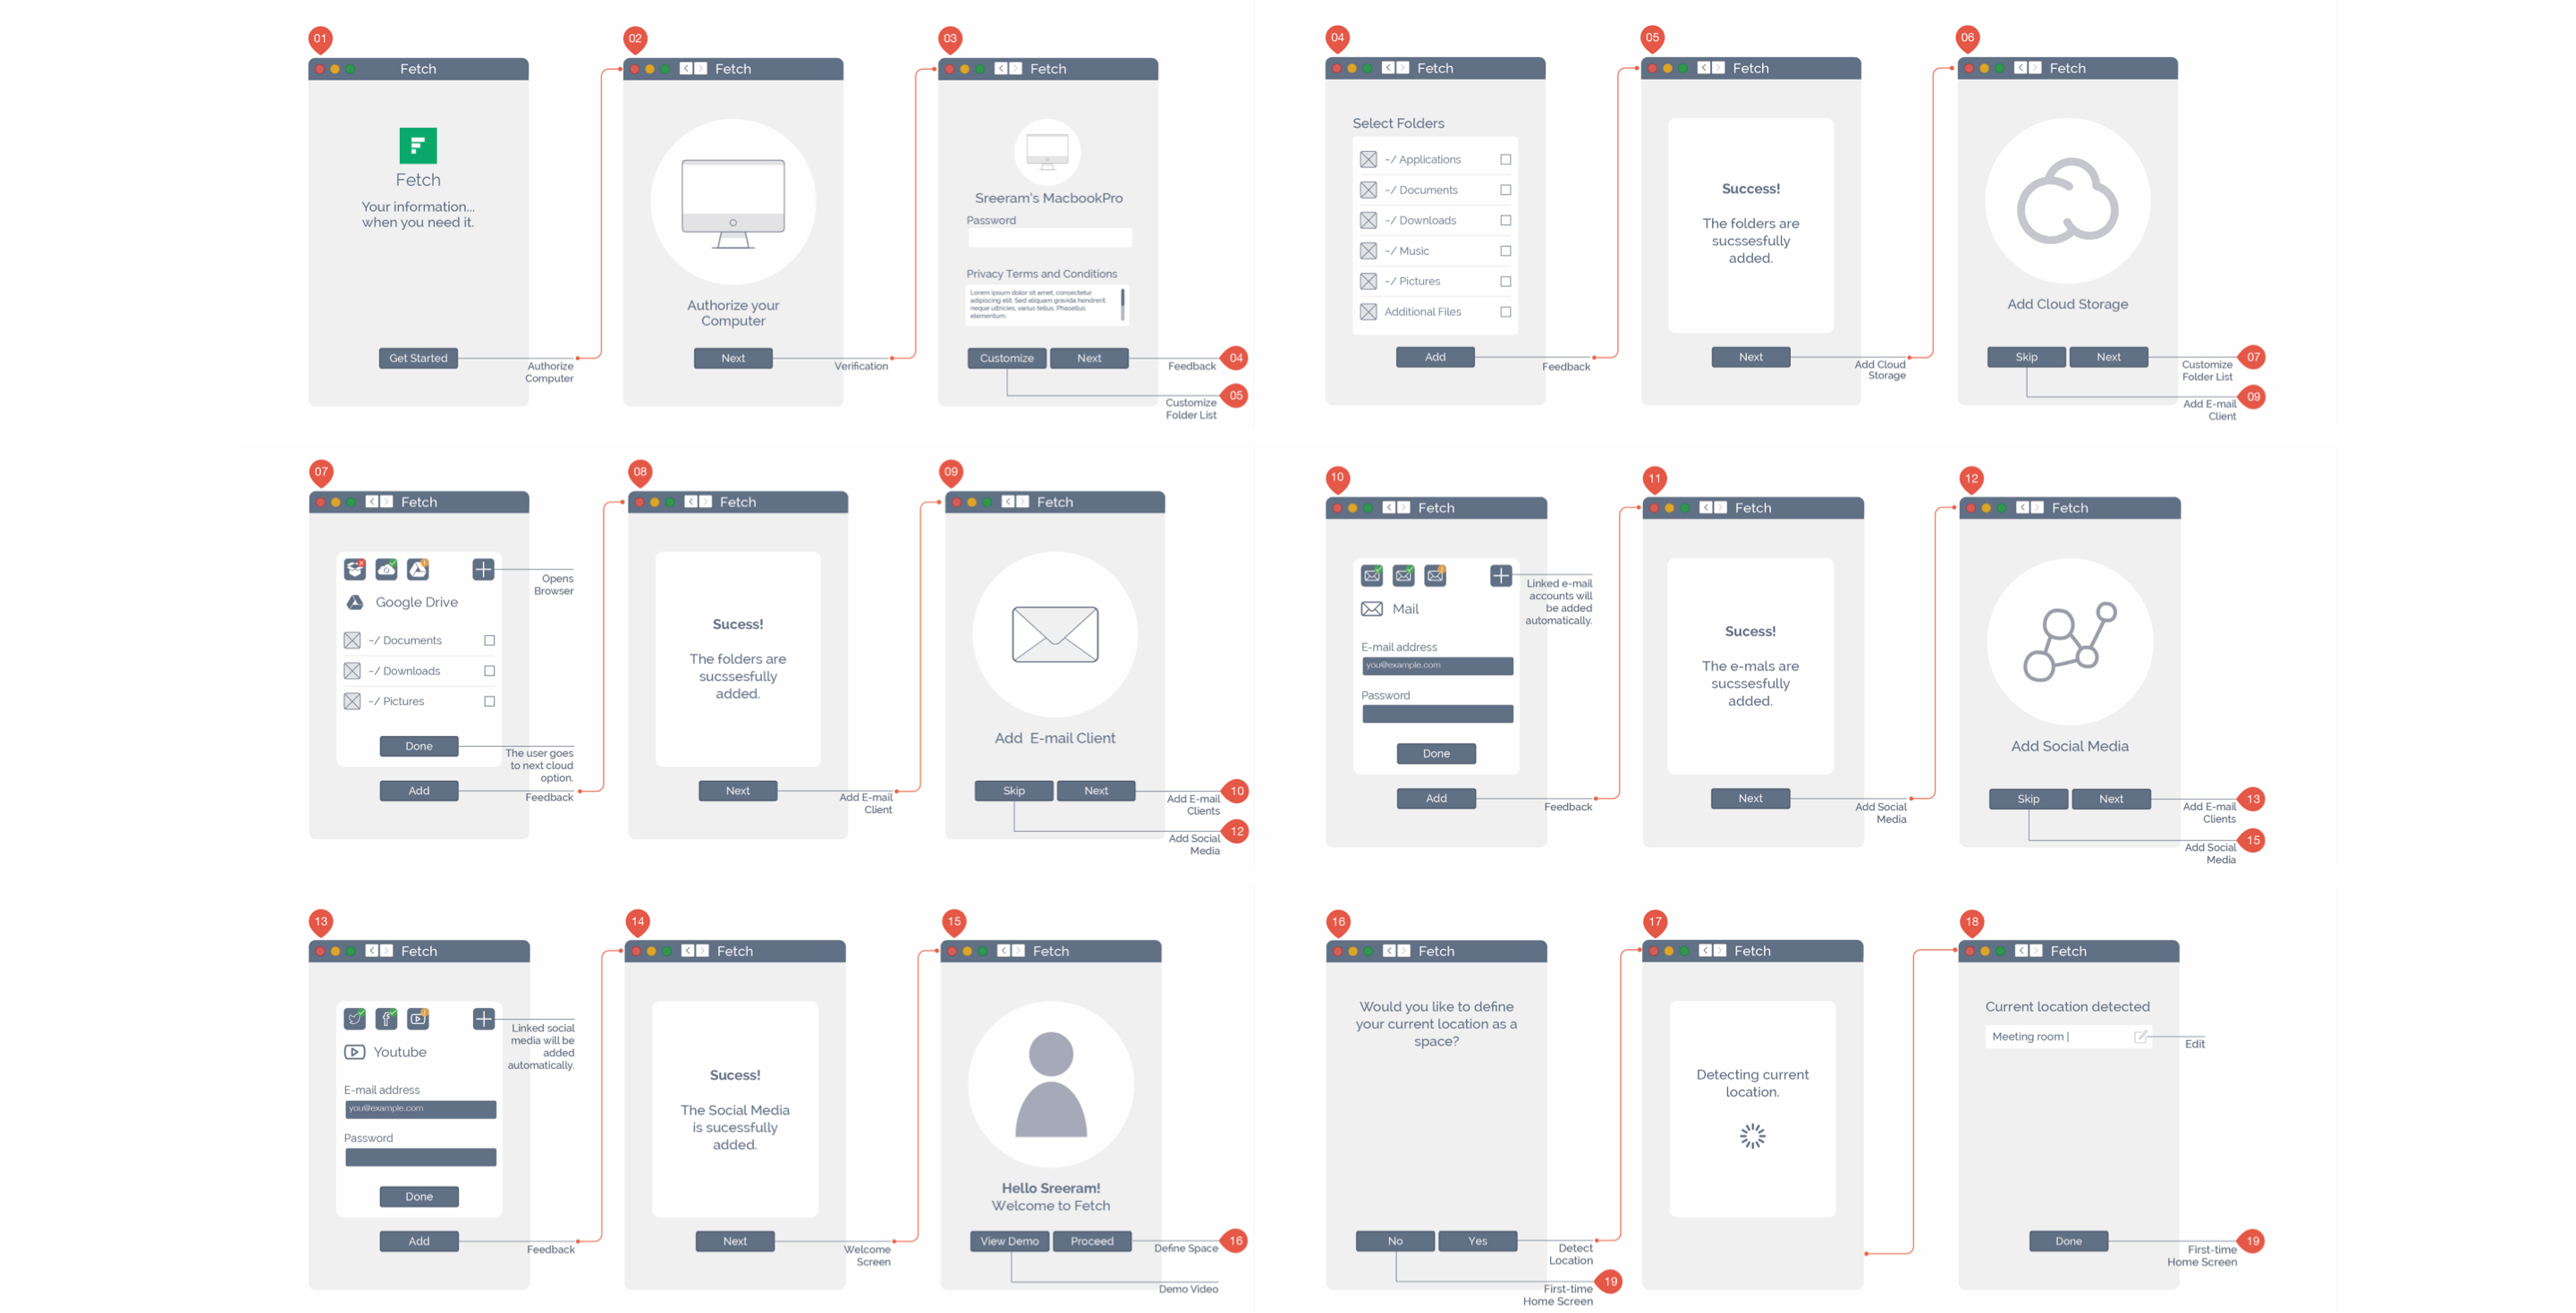 01
Fetch
Fetch
Your information...
when you need it.
Get Started
Authorize
Computer
02
Fetch
Authorize your
Computer
Next
Verification
03
Fetch
Sreeram's MacbookPro
Password
Privacy Terms and Conditions
Lorem ipsum dolor sit amet, consectetur
adipiscing elit. Sed aliquam gravida hendrerit.
neque ultricies, varius tellus. Phasellus
elementum.
Customize
Next
Feedback
04
Customize
Folder List
05
04
Fetch
Select Folders
~/ Applications
~/ Documents
~/ Downloads
~/ Music
~/ Pictures
Additional Files
Add
Feedback
05
Fetch
Success!
The folders are
sucssesfully
added.
Next
Add Cloud
Storage
06
Fetch
Add Cloud Storage
Skip
Next
Customize
Folder List
07
Add E-mail
Client
09
07
Fetch
Opens
Browser
Google Drive
~/ Documents
~/ Downloads
~/ Pictures
Done
The user goes
to next cloud
option.
Add
Feedback
08
Fetch
Sucess!
The folders are
sucssesfully
added.
Next
Add E-mail
Client
09
Fetch
Add E-mail Client
Skip
Next
Add E-mail
Clients
10
Add Social
Media
12
10
Fetch
Linked e-mail
accounts will
be added
automatically.
Mail
E-mail address
you@example.com
Password
Done
Add
Feedback
11
Fetch
Sucess!
The e-mals are
sucssesfully
added.
Next
Add Social
Media
12
Fetch
Add Social Media
Skip
Next
Add E-mail
Clients
13
Add Social
Media
15
13
Fetch
Linked social
media will be
added
automatically.
Youtube
E-mail address
you@example.com
Password
Done
Add
Feedback
14
Fetch
Sucess!
The Social Media
is sucessfully
added.
Next
Welcome
Screen
15
Fetch
Hello Sreeram!
Welcome to Fetch
View Demo
Proceed
Define Space
16
Demo Video
16
Fetch
Would you like to define
your current location as a
space?
No
Yes
Detect
Location
First-time
Home Screen
19
17
Fetch
Detecting current
location.
18
Fetch
Current location detected
Meeting room |
Edit
Done
First-time
Home Screen
19